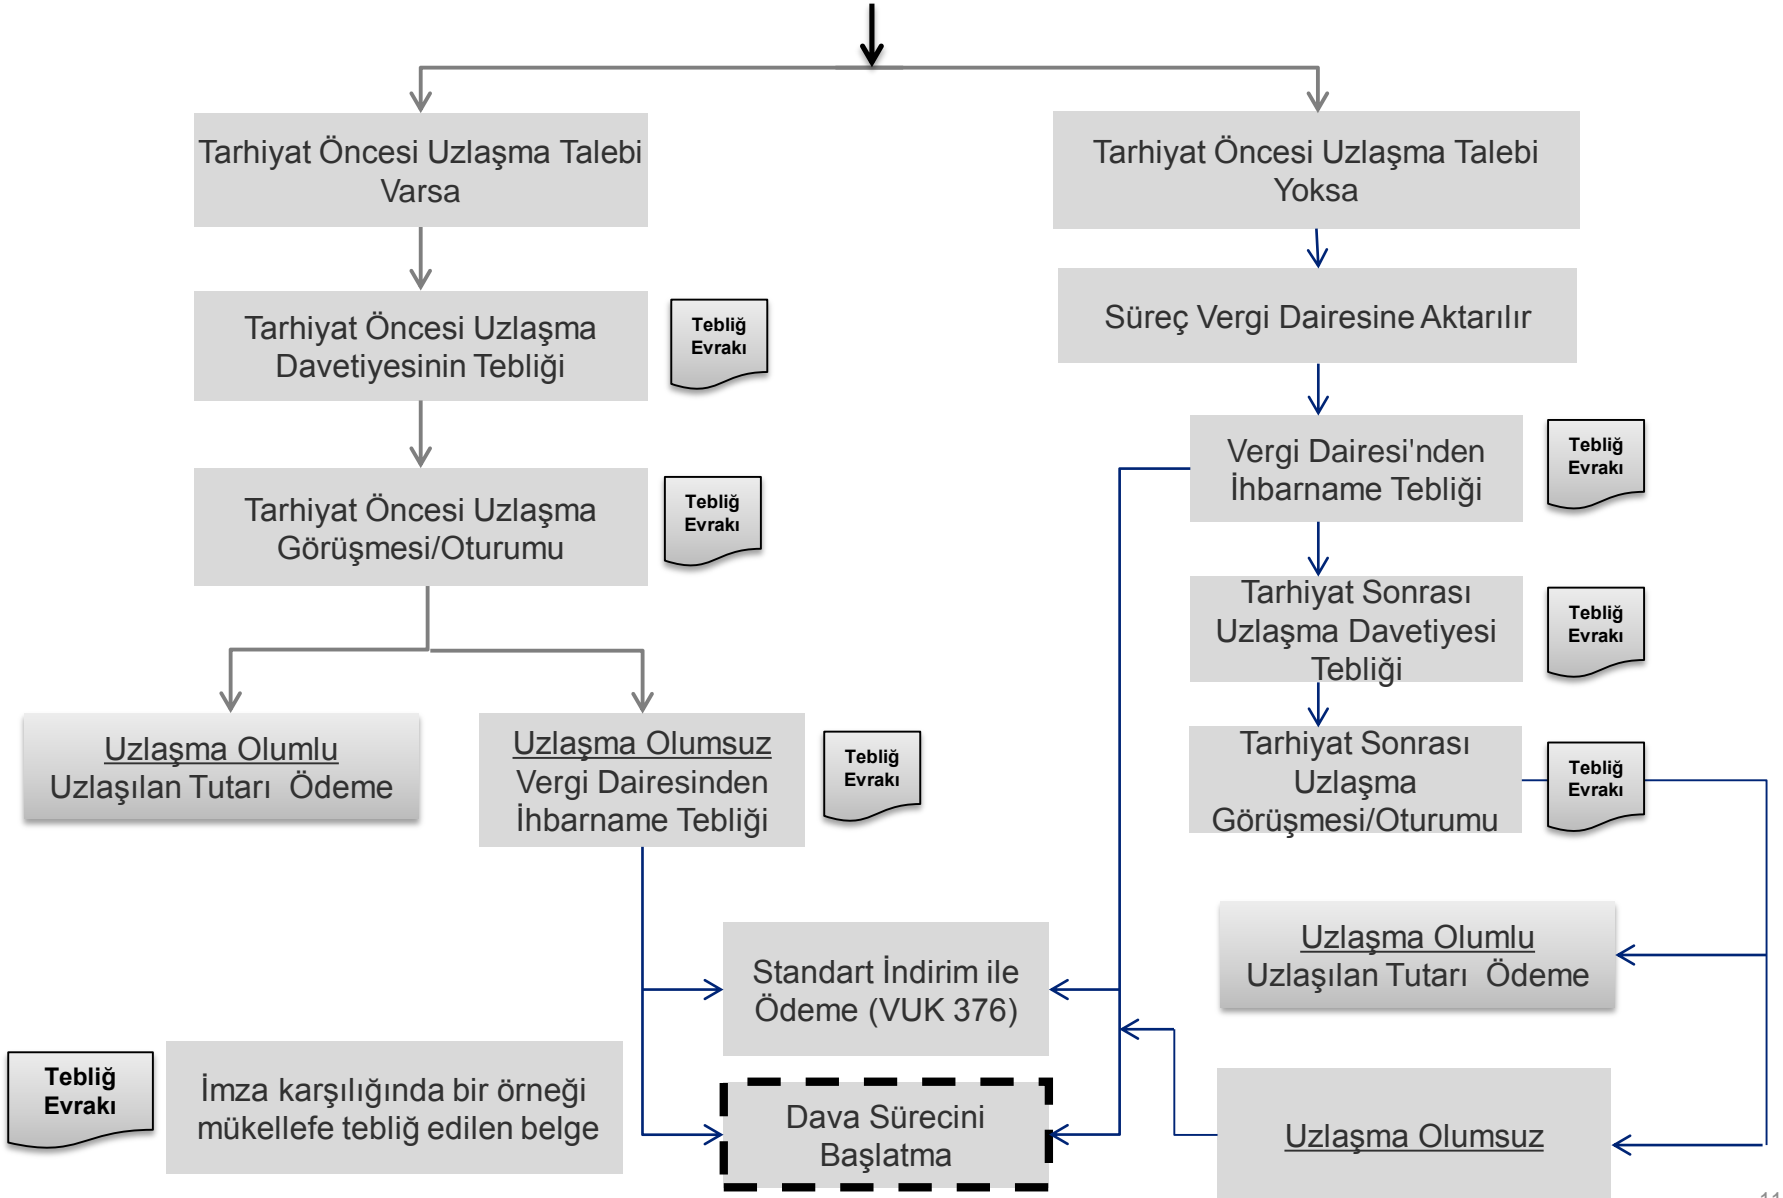 Tarhiyat Öncesi Uzlaşma Talebi
Varsa
Tarhiyat Öncesi Uzlaşma Talebi
Yoksa
Tarhiyat Öncesi Uzlaşma
Davetiyesinin Tebliği
Tebliğ
Evrakı
Süreç Vergi Dairesine Aktarılır
Tarhiyat Öncesi Uzlaşma
Görüşmesi/Oturumu
Tebliğ
Evrakı
Vergi Dairesi'nden
İhbarname Tebliği
Tebliğ
Evrakı
Tarhiyat Sonrası
Uzlaşma Davetiyesi
Tebliği
Tebliğ
Evrakı
Uzlaşma Olumlu
Uzlaşılan Tutarı Ödeme
Uzlaşma Olumsuz
Vergi Dairesinden
İhbarname Tebliği
Tebliğ
Evrakı
Tarhiyat Sonrası
Uzlaşma
Görüşmesi/Oturumu
Tebliğ
Evrakı
Standart İndirim ile
Ödeme (VUK 376)
Uzlaşma Olumlu
Uzlaşılan Tutarı Ödeme
Tebliğ
Evrakı
İmza karşılığında bir örneği
mükellefe tebliğ edilen belge
Dava Sürecini
Başlatma
Uzlaşma Olumsuz